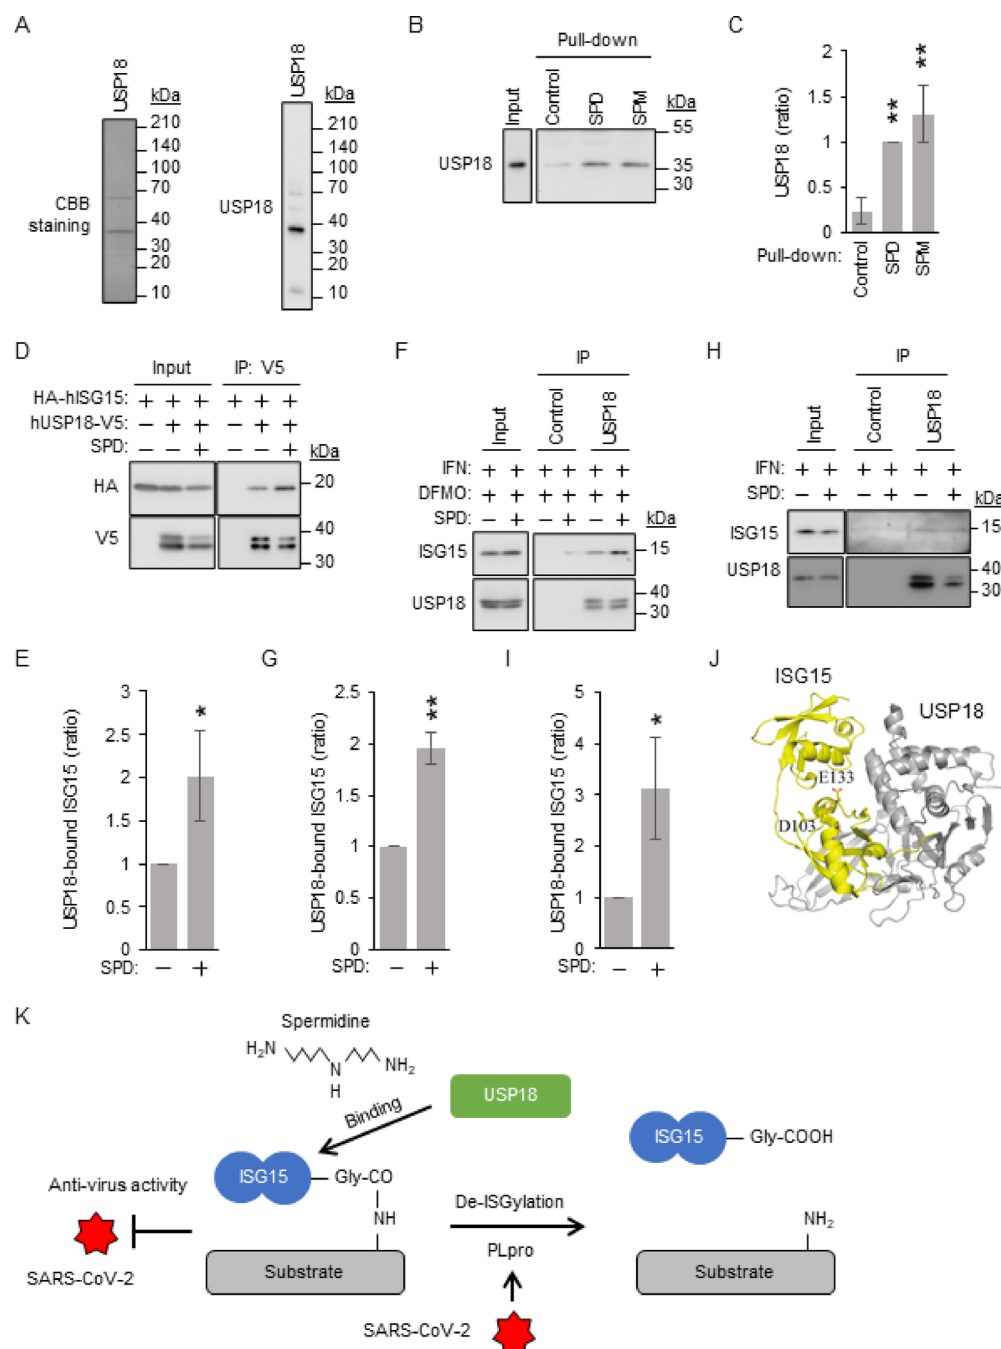 A
USP18
kDa
210
140
100
70
40
30
20
10
CBB
staining
USP18
kDa
210
140
100
70
40
30
20
10
USP18
B
Pull-down
Input
Control
SPD
SPM
kDa
55
35
30
USP18
C
USP18 (ratio)
2
1.5
1
0.5
0
**
**
Pull-down:
Control
SPD
SPM
D
Input
IP: V5
HA-hISG15: + + + + + +
hUSP18-V5: − + + − + +
SPD: − − + − − +
kDa
HA
20
V5
40
30
F
IP
Input
Control
USP18
IFN: + + + + + +
DFMO: + + + + + +
SPD: − + − + − +
kDa
ISG15
15
USP18
40
30
H
IP
Input
Control
USP18
IFN: + + + + + +
SPD: − + − + − +
kDa
ISG15
15
USP18
40
30
E
USP18-bound ISG15 (ratio)
3
2.5
2
1.5
1
0.5
0
*
SPD: − +
G
USP18-bound ISG15 (ratio)
2.5
2
1.5
1
0.5
0
**
SPD: − +
I
USP18-bound ISG15 (ratio)
5
4
3
2
1
0
*
SPD: − +
J
ISG15
USP18
E133
D103
K
Spermidine
H2N
N
H
NH2
Binding
USP18
ISG15
Gly-CO
NH
Substrate
Anti-virus activity
SARS-CoV-2
De-ISGylation
PLpro
SARS-CoV-2
ISG15
Gly-COOH
NH2
Substrate